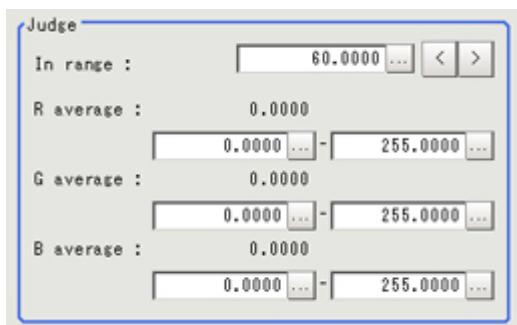 Judge
In range : 60.0000 ... < >
R average : 0.0000
0.0000 ... - 255.0000 ...
G average : 0.0000
0.0000 ... - 255.0000 ...
B average : 0.0000
0.0000 ... - 255.0000 ...